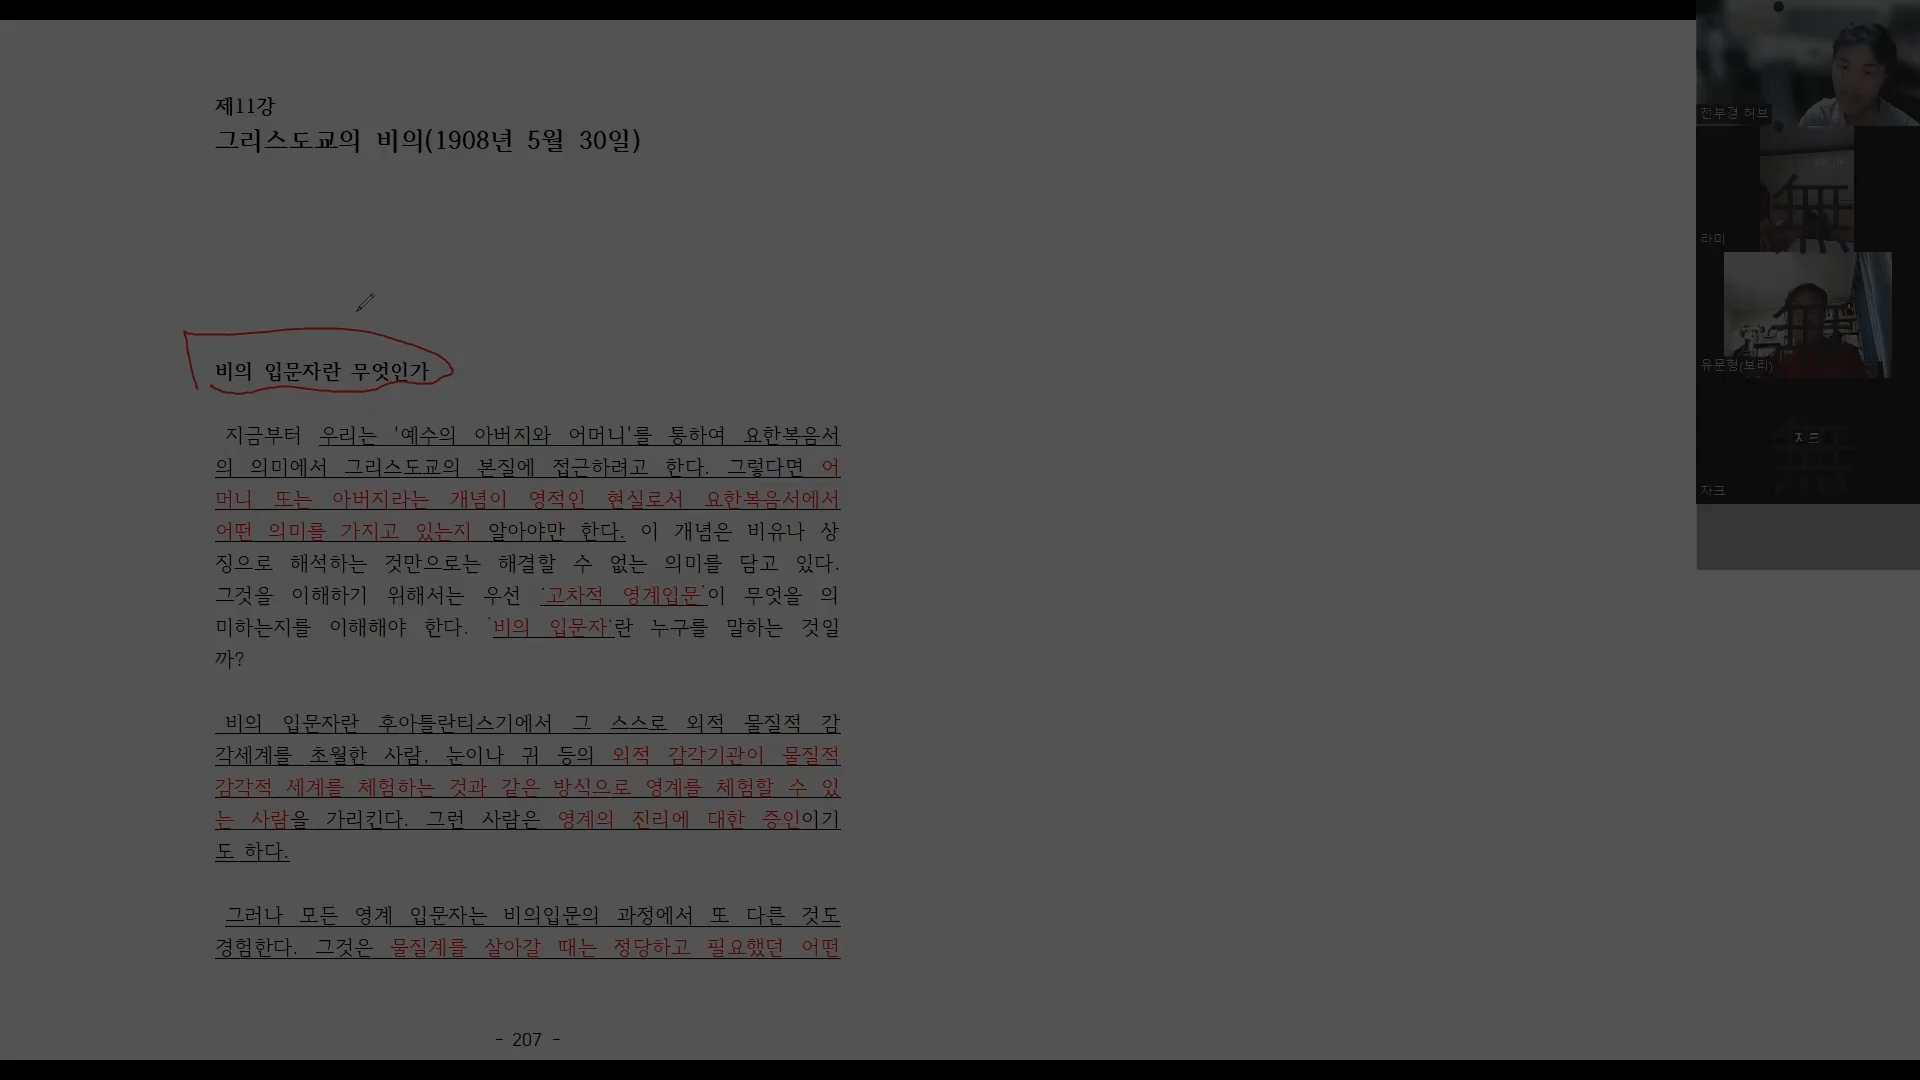 제11강
그리스도교의 비의(1908년 5월 30일)
비의 입문자란 무엇인가
지금부터 우리는 '예수의 아버지와 어머니'를 통하여 요한복음서
의 의미에서 그리스도교의 본질에 접근하려고 한다. 그렇다면 어
머니 또는 아버지라는 개념이 영적인 현실로서 요한복음서에서
어떤 의미를 가지고 있는지 알아야만 한다. 이 개념은 비유나 상
징으로 해석하는 것만으로는 해결할 수 없는 의미를 담고 있다.
그것을 이해하기 위해서는 우선 '고차적 영계입문'이 무엇을 의
미하는지를 이해해야 한다. '비의 입문자'란 누구를 말하는 것일
까?
비의 입문자란 후아틀란티스기에서 그 스스로 외적 물질적 감
각세계를 초월한 사람, 눈이나 귀 등의 외적 감각기관이 물질적
감각적 세계를 체험하는 것과 같은 방식으로 영계를 체험할 수 있
는 사람을 가리킨다. 그런 사람은 영계의 진리에 대한 증인이기
도 하다.
그러나 모든 영계 입문자는 비의입문의 과정에서 또 다른 것도
경험한다. 그것은 물질계를 살아갈 때는 정당하고 필요했던 어떤
- 207 -
천부경 허브
無
라미
無
유문형(보리)
無
자크
자크